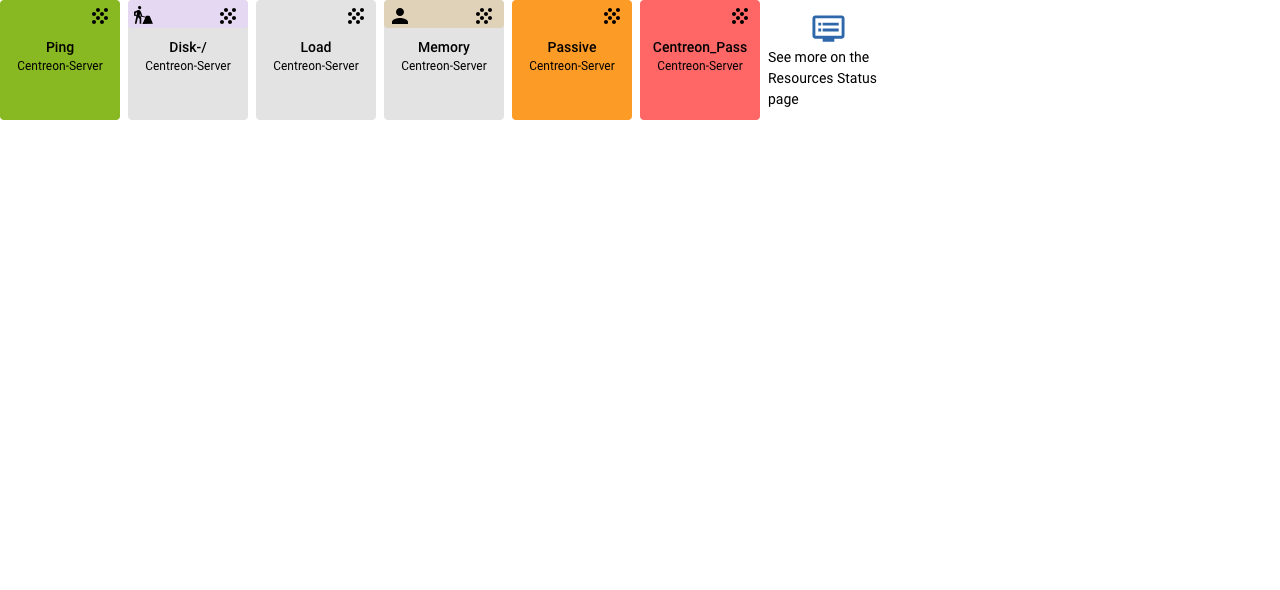 Ping
Centreon-Server
Disk-/
Centreon-Server
Load
Centreon-Server
Memory
Centreon-Server
Passive
Centreon-Server
Centreon_Pass
Centreon-Server
See more on the
Resources Status
page